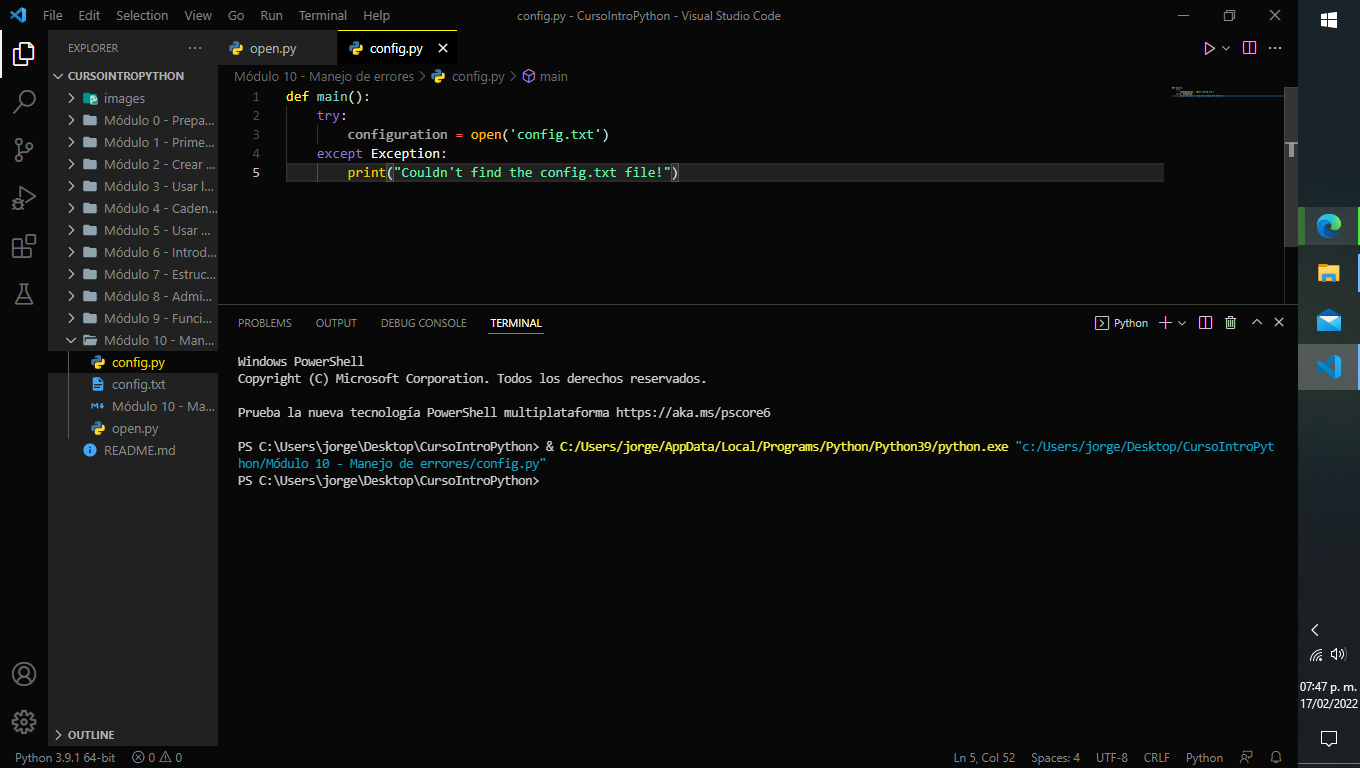 File Edit Selection View Go Run Terminal Help config.py - CursoIntroPython - Visual Studio Code
EXPLORER
CURSOINTROPYTHON
images
Módulo 0 - Prepa...
Módulo 1 - Prime...
Módulo 2 - Crear ...
Módulo 3 - Usar l...
Módulo 4 - Caden...
Módulo 5 - Usar ...
Módulo 6 - Introd...
Módulo 7 - Estruc...
Módulo 8 - Admi...
Módulo 9 - Funci...
Módulo 10 - Man...
config.py
config.txt
Módulo 10 - Ma...
open.py
README.md
OUTLINE
open.py config.py
Módulo 10 - Manejo de errores > config.py > main
1 def main():
2 try:
3 configuration = open('config.txt')
4 except Exception:
5 print("Couldn't find the config.txt file!")
PROBLEMS OUTPUT DEBUG CONSOLE TERMINAL Python
Windows PowerShell
Copyright (C) Microsoft Corporation. Todos los derechos reservados.
Prueba la nueva tecnología PowerShell multiplataforma https://aka.ms/pscore6
PS C:\Users\jorge\Desktop\CursoIntroPython> & C:/Users/jorge/AppData/Local/Programs/Python/Python39/python.exe "c:/Users/jorge/Desktop/CursoIntroPyt
hon/Módulo 10 - Manejo de errores/config.py"
PS C:\Users\jorge\Desktop\CursoIntroPython>
Python 3.9.1 64-bit 0 0 Ln 5, Col 52 Spaces: 4 UTF-8 CRLF Python
07:47 p. m.
17/02/2022